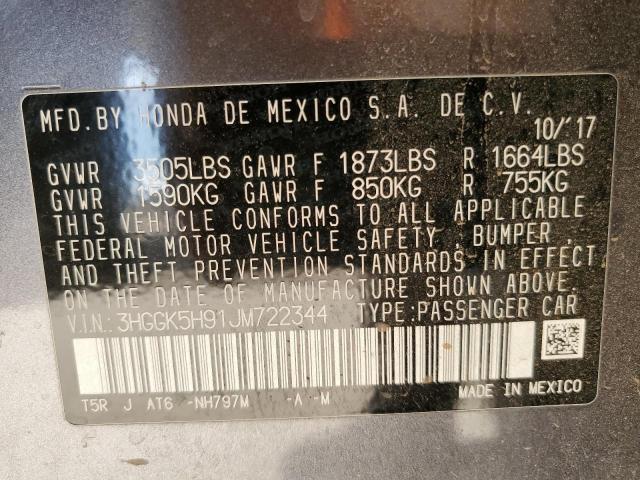 MFD.BY HONDA DE MEXICO S.A. DE C.V.
10/'17
GVWR 3505LBS GAWR F 1873LBS R 1664LBS
GVWR 1590KG GAWR F 850KG R 755KG
THIS VEHICLE CONFORMS TO ALL APPLICABLE
FEDERAL MOTOR VEHICLE SAFETY, BUMPER,
AND THEFT PREVENTION STANDARDS IN EFFECT
ON THE DATE OF MANUFACTURE SHOWN ABOVE.
V.I.N.: 3HGGK5H91JM722344 TYPE:PASSENGER CAR
T5R J AT6 -NH797M -A -M MADE IN MEXICO